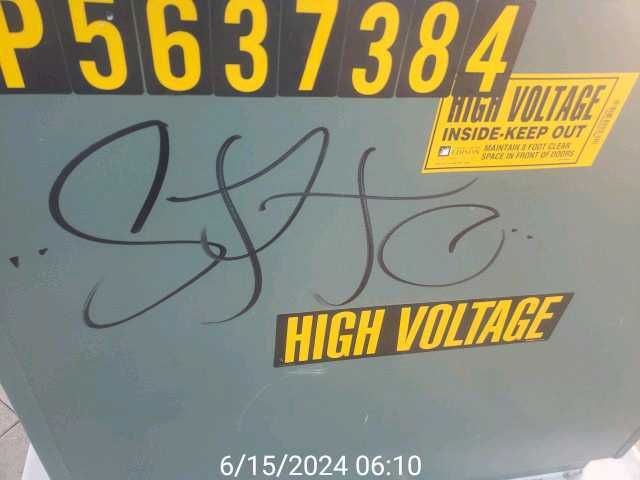 P5637384
HIGH VOLTAGE
INSIDE-KEEP OUT
EDISON
MAINTAIN 8 FOOT CLEAR
SPACE IN FRONT OF DOORS
HIGH VOLTAGE
6/15/2024 06:10